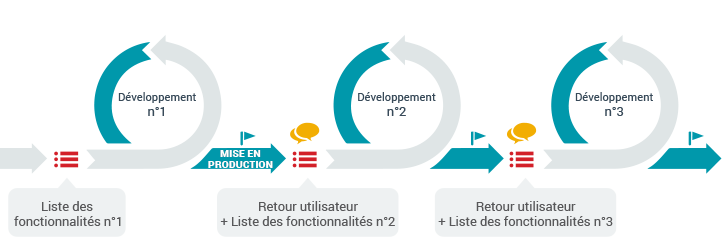 Développement
n°1
Développement
n°2
Développement
n°3
MISE EN
PRODUCTION
Liste des
fonctionnalités n°1
Retour utilisateur
+ Liste des fonctionnalités n°2
Retour utilisateur
+ Liste des fonctionnalités n°3